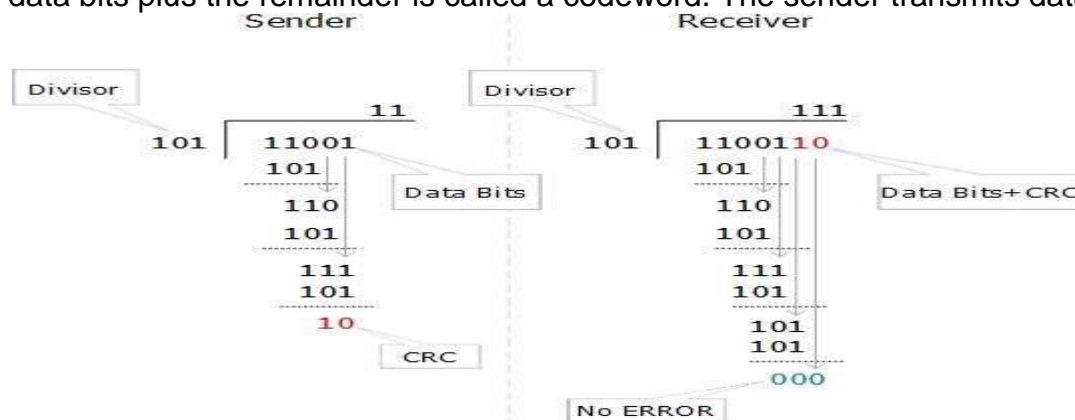 data bits plus the remainder is called a codeword. The sender transmits data
Sender
Divisor
11
101
11001
101
Data Bits
110
101
111
101
10
CRC
Receiver
Divisor
111
101
1100110
101
Data Bits+CRC
110
101
111
101
101
101
000
No ERROR